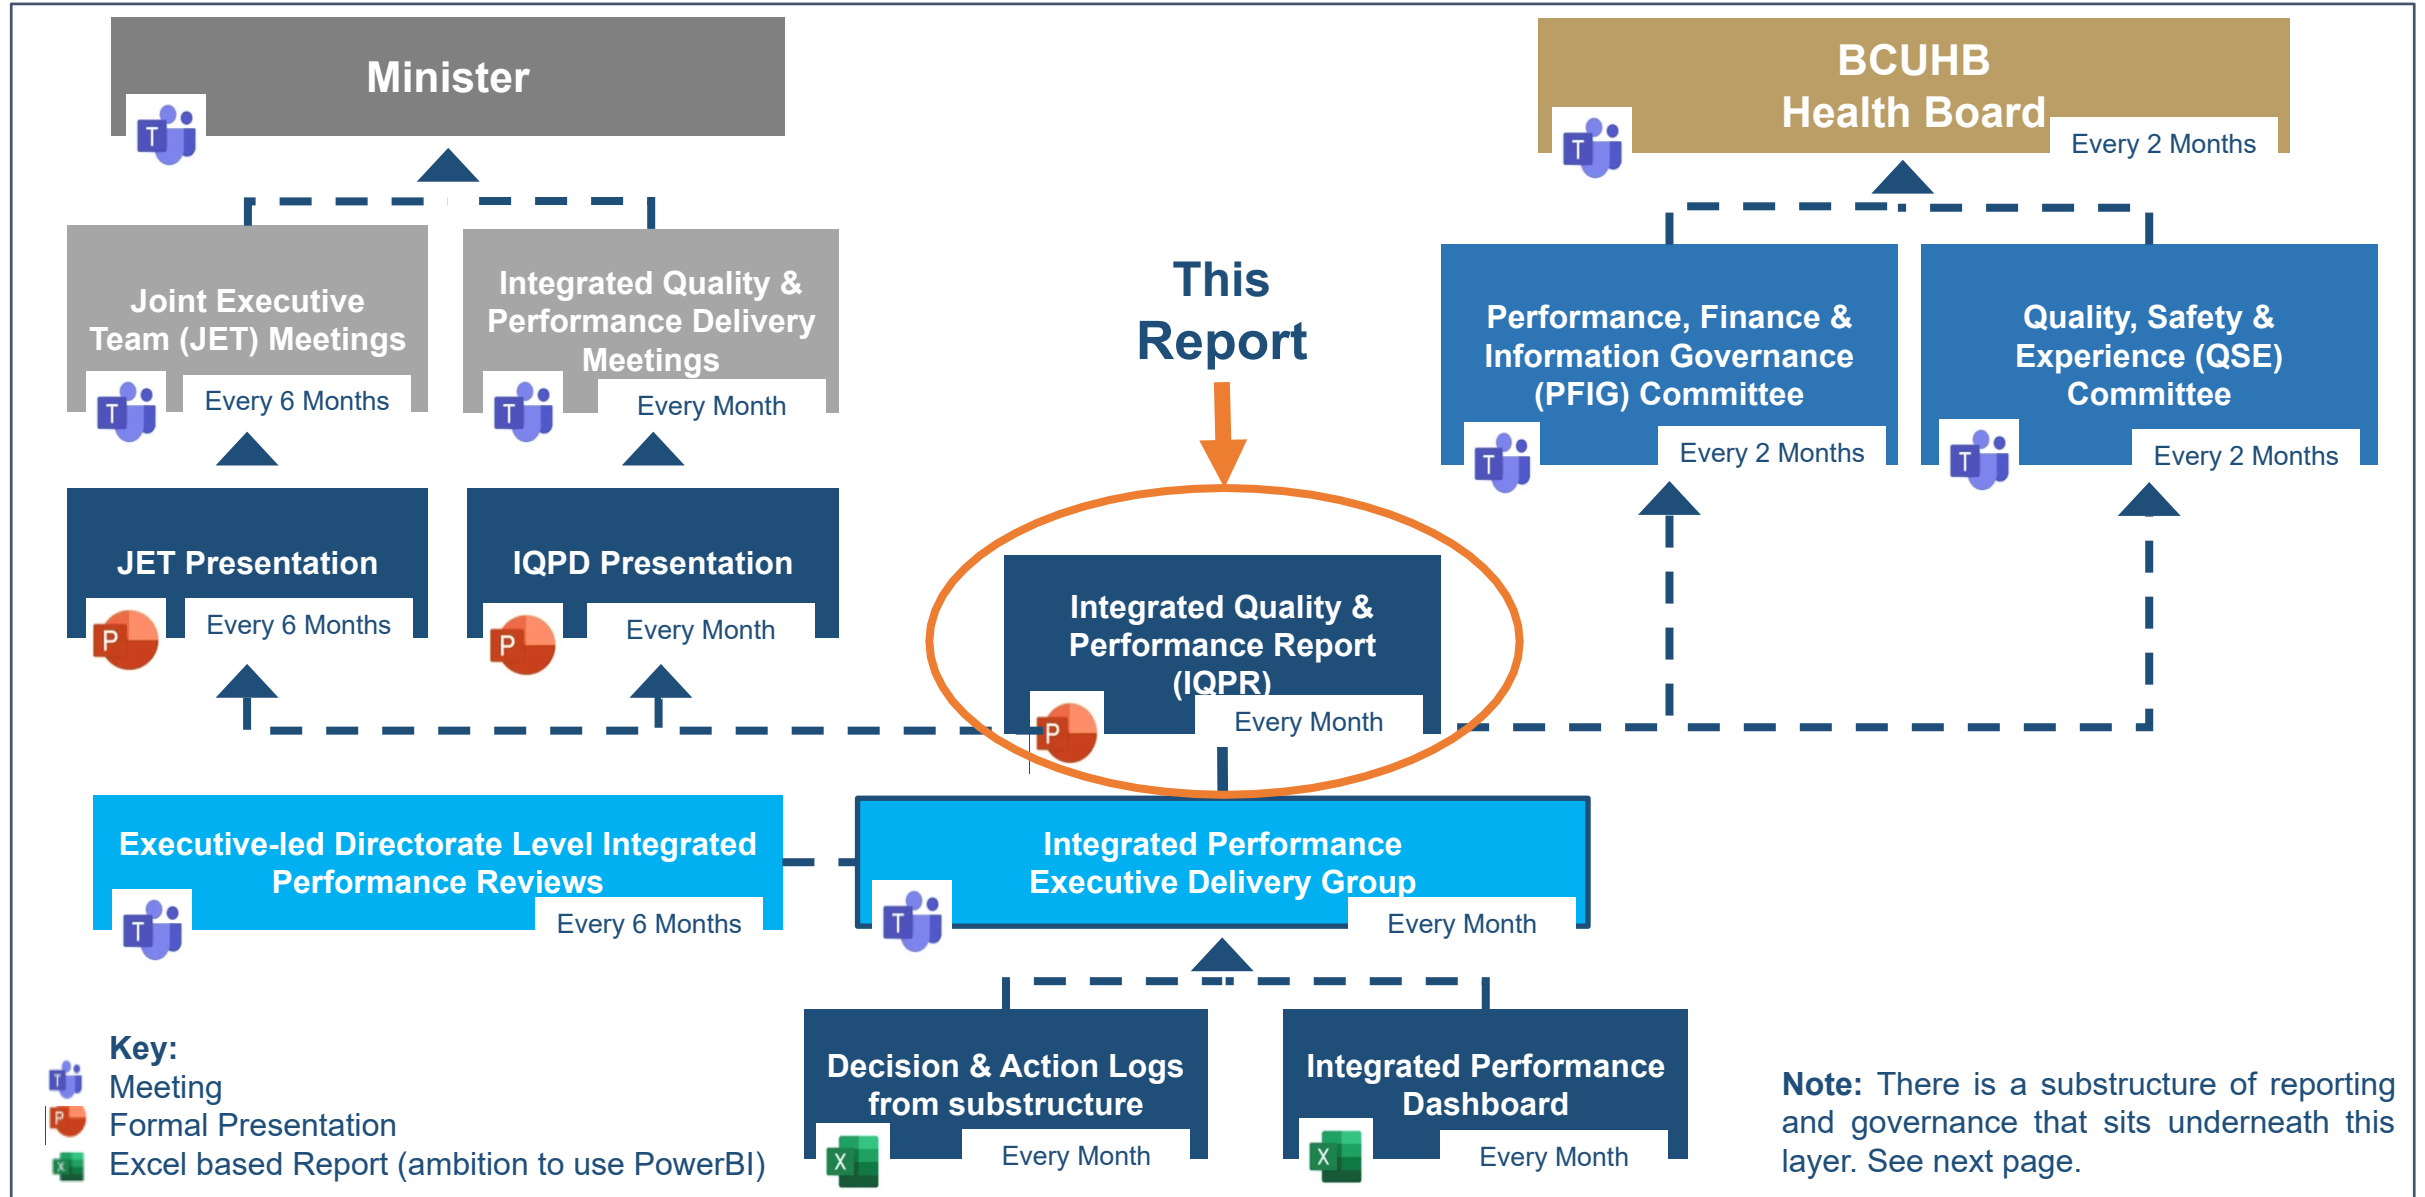 Minister
BCUHB
Health Board
Every 2 Months
Joint Executive
Team (JET) Meetings
Every 6 Months
Integrated Quality &
Performance Delivery
Meetings
Every Month
This
Report
Performance, Finance &
Information Governance
(PFIG) Committee
Every 2 Months
Quality, Safety &
Experience (QSE)
Committee
Every 2 Months
JET Presentation
Every 6 Months
IQPD Presentation
Every Month
Integrated Quality &
Performance Report
(IQPR)
Every Month
Executive-led Directorate Level Integrated
Performance Reviews
Every 6 Months
Integrated Performance
Executive Delivery Group
Every Month
Decision & Action Logs
from substructure
Every Month
Integrated Performance
Dashboard
Every Month
Key:
Meeting
Formal Presentation
Excel based Report (ambition to use PowerBI)
Note: There is a substructure of reporting
and governance that sits underneath this
layer. See next page.